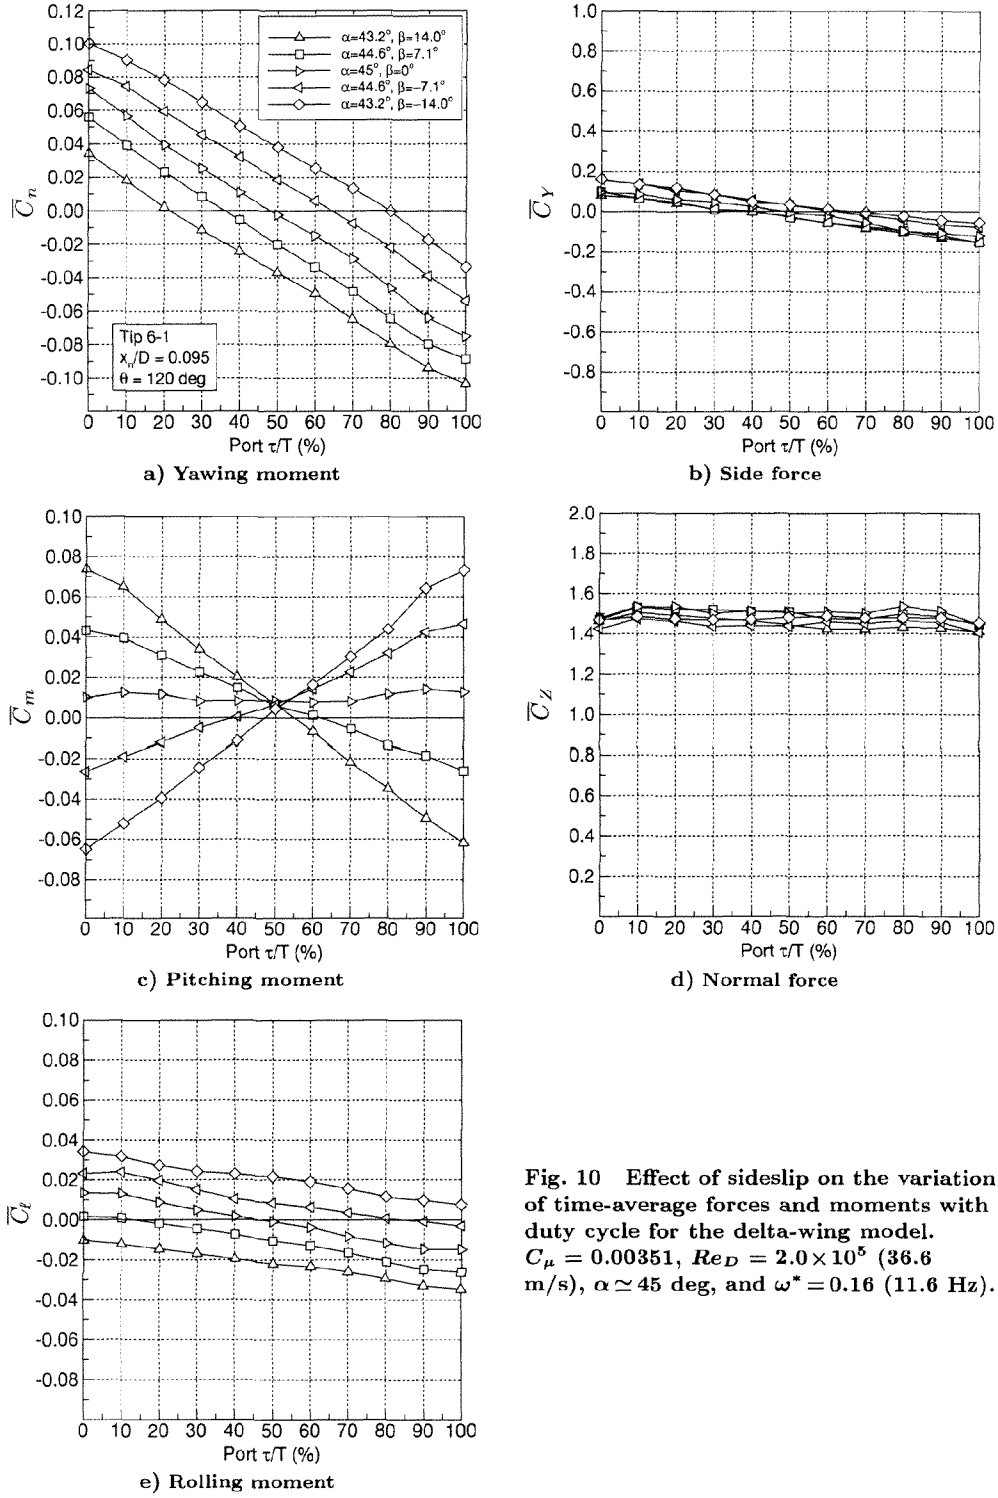 0.12
0.10
0.08
0.06
0.04
0.02
0.00
-0.02
-0.04
-0.06
-0.08
-0.10
C̅n
α=43.2°, β=14.0°
α=44.6°, β=7.1°
α=45°, β=0°
α=44.6°, β=-7.1°
α=43.2°, β=-14.0°
Tip 6-1
xn/D = 0.095
θ = 120 deg
0 10 20 30 40 50 60 70 80 90 100
Port τ/T (%)
a) Yawing moment
1.0
0.8
0.6
0.4
0.2
0.0
-0.2
-0.4
-0.6
-0.8
C̅Y
0 10 20 30 40 50 60 70 80 90 100
Port τ/T (%)
b) Side force
0.10
0.08
0.06
0.04
0.02
0.00
-0.02
-0.04
-0.06
-0.08
C̅m
0 10 20 30 40 50 60 70 80 90 100
Port τ/T (%)
c) Pitching moment
2.0
1.8
1.6
1.4
1.2
1.0
0.8
0.6
0.4
0.2
C̅Z
0 10 20 30 40 50 60 70 80 90 100
Port τ/T (%)
d) Normal force
0.10
0.08
0.06
0.04
0.02
0.00
-0.02
-0.04
-0.06
-0.08
C̅ℓ
0 10 20 30 40 50 60 70 80 90 100
Port τ/T (%)
e) Rolling moment
Fig. 10 Effect of sideslip on the variation
of time-average forces and moments with
duty cycle for the delta-wing model.
Cμ = 0.00351, ReD = 2.0×10⁵ (36.6
m/s), α≃45 deg, and ω* = 0.16 (11.6 Hz).